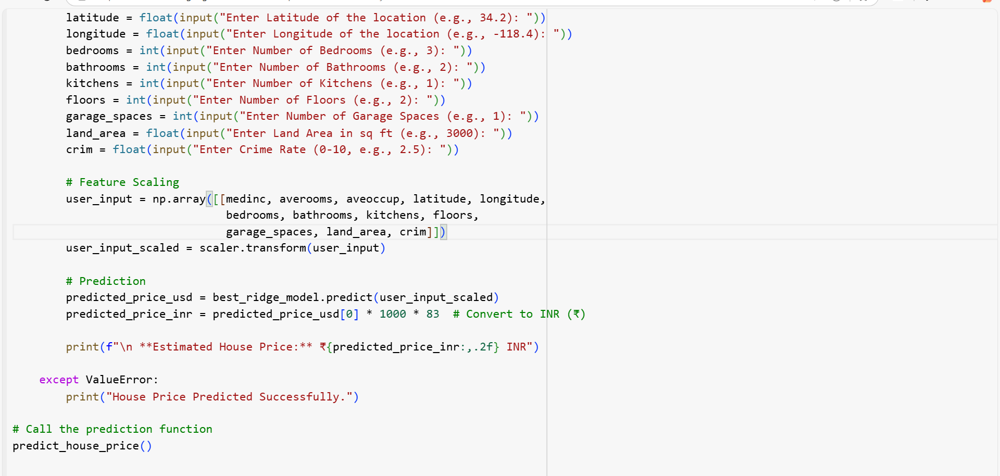 latitude = float(input("Enter Latitude of the location (e.g., 34.2): "))
longitude = float(input("Enter Longitude of the location (e.g., -118.4): "))
bedrooms = int(input("Enter Number of Bedrooms (e.g., 3): "))
bathrooms = int(input("Enter Number of Bathrooms (e.g., 2): "))
kitchens = int(input("Enter Number of Kitchens (e.g., 1): "))
floors = int(input("Enter Number of Floors (e.g., 2): "))
garage_spaces = int(input("Enter Number of Garage Spaces (e.g., 1): "))
land_area = float(input("Enter Land Area in sq ft (e.g., 3000): "))
crim = float(input("Enter Crime Rate (0-10, e.g., 2.5): "))
# Feature Scaling
user_input = np.array([[medinc, averooms, aveoccup, latitude, longitude,
bedrooms, bathrooms, kitchens, floors,
garage_spaces, land_area, crim]])
user_input_scaled = scaler.transform(user_input)
# Prediction
predicted_price_usd = best_ridge_model.predict(user_input_scaled)
predicted_price_inr = predicted_price_usd[0] * 1000 * 83  # Convert to INR (₹)
print(f"\n **Estimated House Price:** ₹{predicted_price_inr:,.2f} INR")
except ValueError:
print("House Price Predicted Successfully.")
# Call the prediction function
predict_house_price()